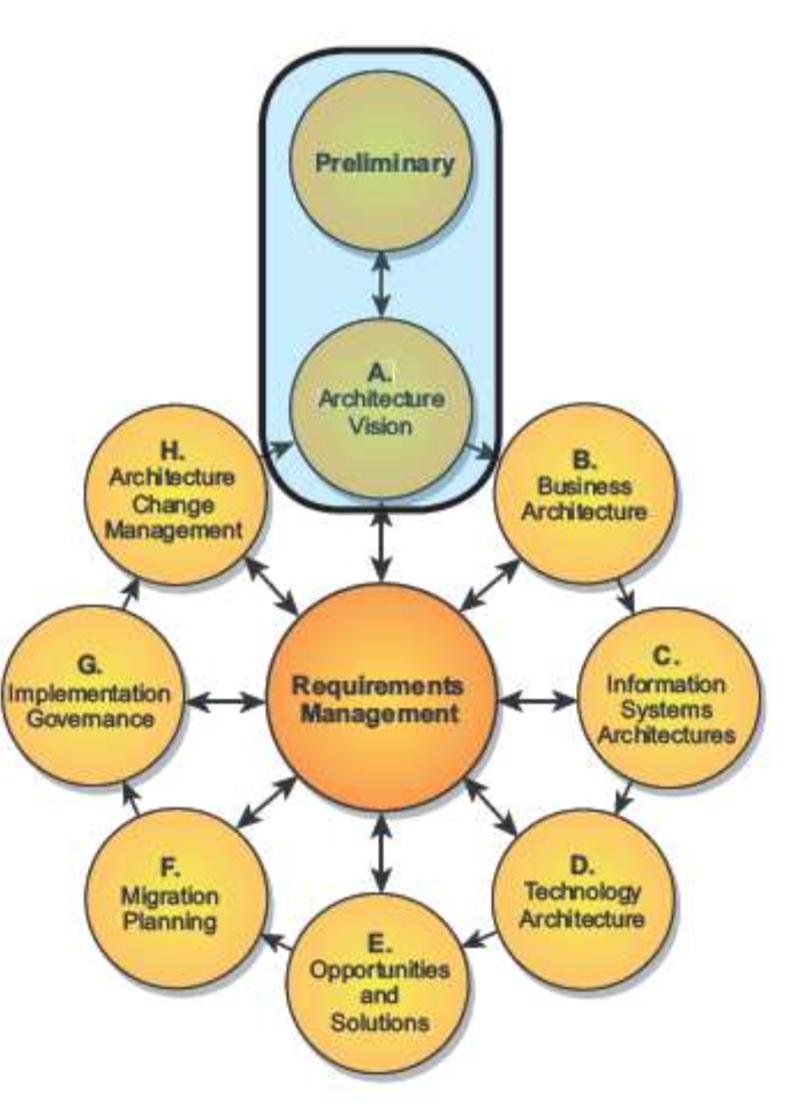 Preliminary
A.
Architecture
Vision
B.
Business
Architecture
C.
Information
Systems
Architectures
D.
Technology
Architecture
E.
Opportunities
and
Solutions
F.
Migration
Planning
G.
Implementation
Governance
H.
Architecture
Change
Management
Requirements
Management